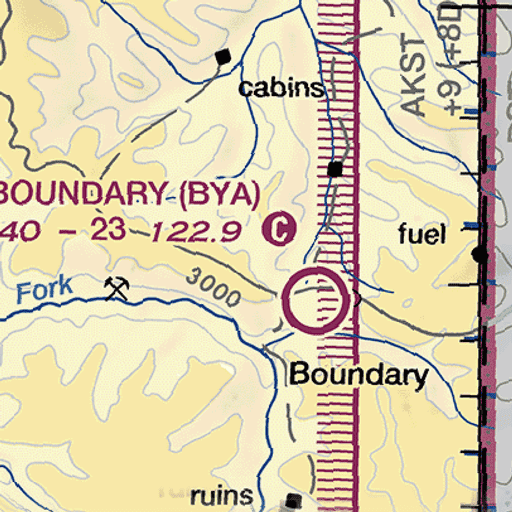 cabins
AKST
+9 (+8D
BOUNDARY (BYA)
40 - 23 122.9 C
fuel
Fork
3000
Boundary
ruins